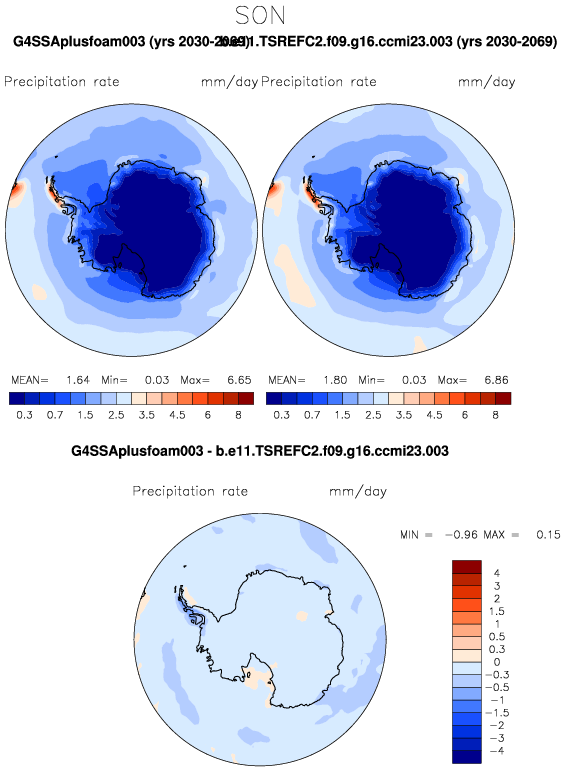 SON
G4SSAplusfoam003 (yrs 2030-2069) b.e11.TSREFC2.f09.g16.ccmi23.003 (yrs 2030-2069)
Precipitation rate mm/day Precipitation rate mm/day
MEAN= 1.64 Min= 0.03 Max= 6.65 MEAN= 1.80 Min= 0.03 Max= 6.86
0.3 0.7 1.5 2.5 3.5 4.5 6 8 0.3 0.7 1.5 2.5 3.5 4.5 6 8
G4SSAplusfoam003 - b.e11.TSREFC2.f09.g16.ccmi23.003
Precipitation rate mm/day
MIN = -0.96 MAX = 0.15
4
3
2
1.5
1
0.5
0.3
0
-0.3
-0.5
-1
-1.5
-2
-3
-4